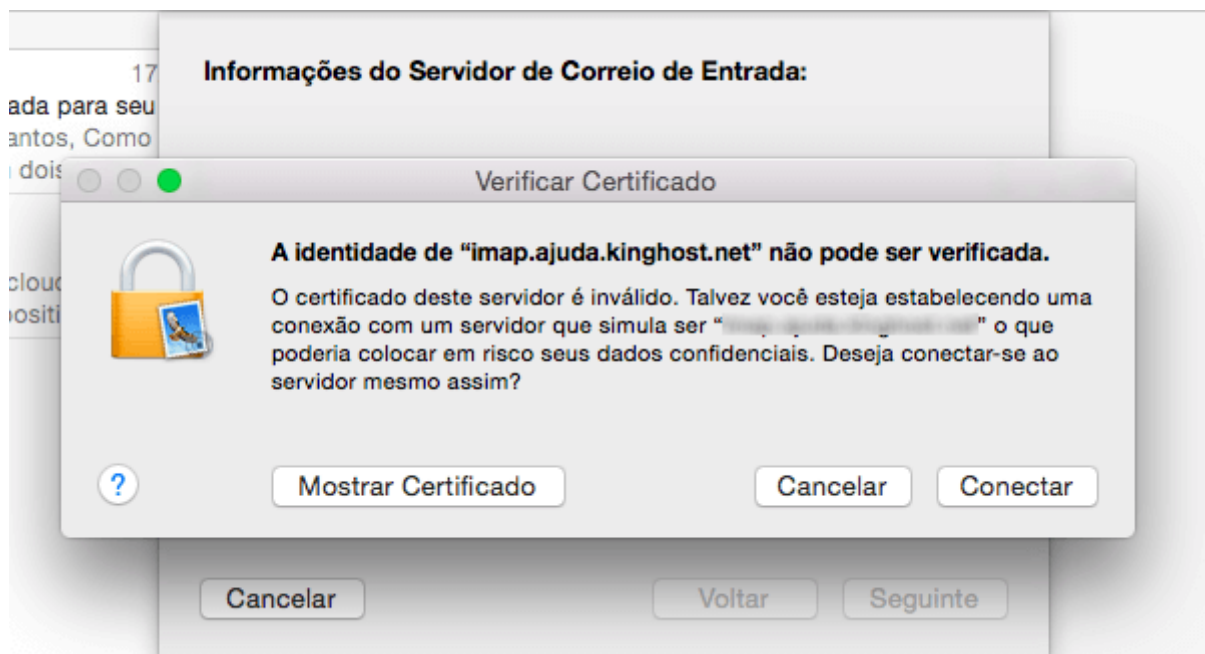 17
Informações do Servidor de Correio de Entrada:
ada para seu
antos, Como
dois
Verificar Certificado
A identidade de “imap.ajuda.kinghost.net” não pode ser verificada.
O certificado deste servidor é inválido. Talvez você esteja estabelecendo uma
conexão com um servidor que simula ser “ ” o que
poderia colocar em risco seus dados confidenciais. Deseja conectar-se ao
servidor mesmo assim?
clou
positi
?
Mostrar Certificado
Cancelar
Conectar
Cancelar
Voltar
Seguinte